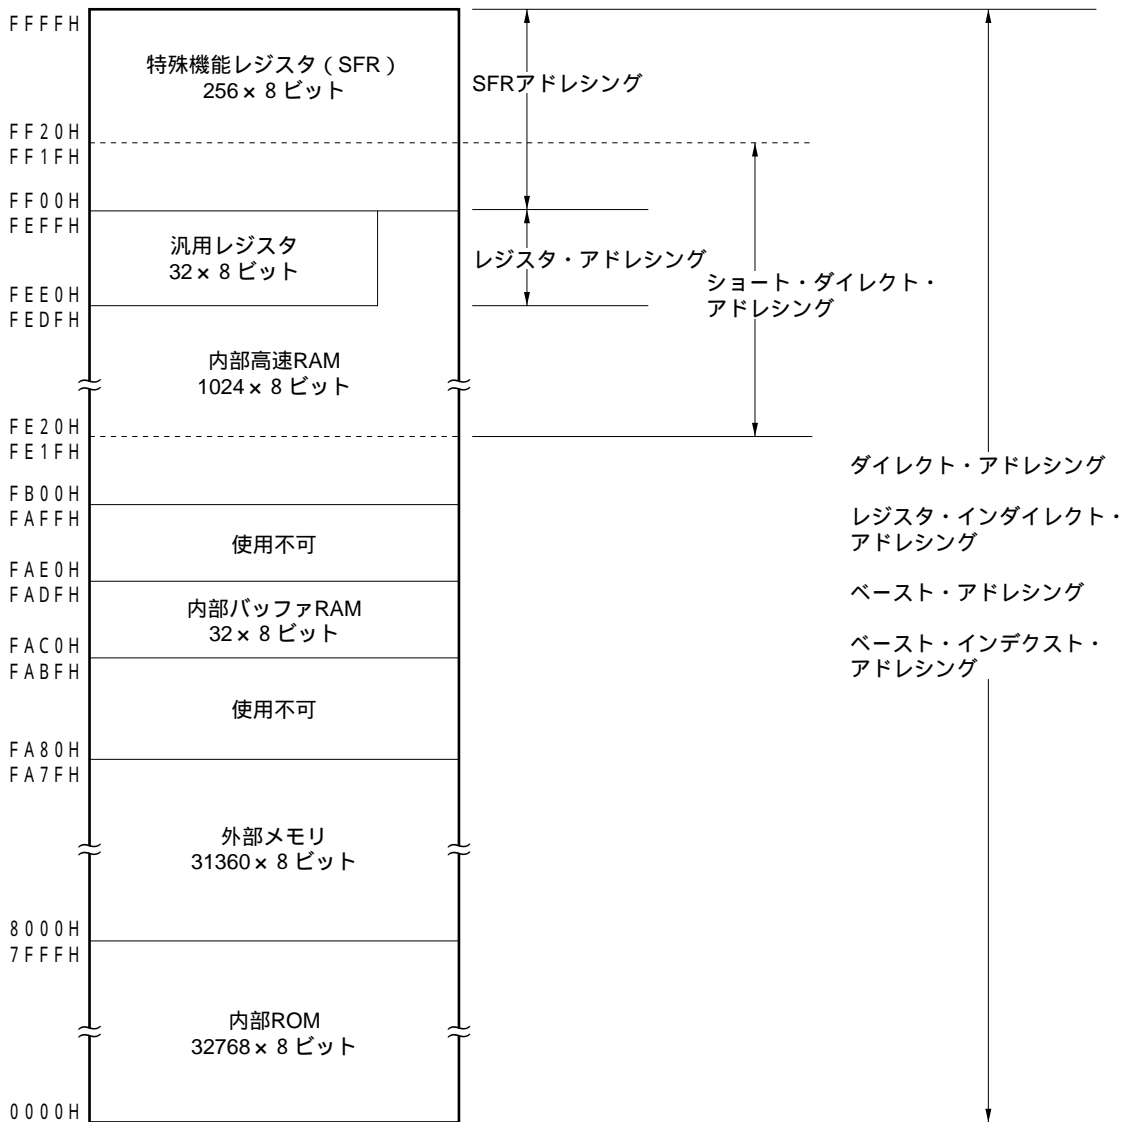 FFFFH
特殊機能レジスタ(SFR)
256×8ビット
SFRアドレシング
FF20H
FF1FH
FF00H
FEFFH
汎用レジスタ
32×8ビット
レジスタ・アドレシング
ショート・ダイレクト・
アドレシング
FEE0H
FEDFH
内部高速RAM
1024×8ビット
FE20H
FE1FH
ダイレクト・アドレシング
FB00H
FAFFH
レジスタ・インダイレクト・
アドレシング
使用不可
FAE0H
FADFH
ベースト・アドレシング
内部バッファRAM
32×8ビット
FAC0H
FABFH
ベースト・インデクスト・
アドレシング
使用不可
FA80H
FA7FH
外部メモリ
31360×8ビット
8000H
7FFFH
内部ROM
32768×8ビット
0000H